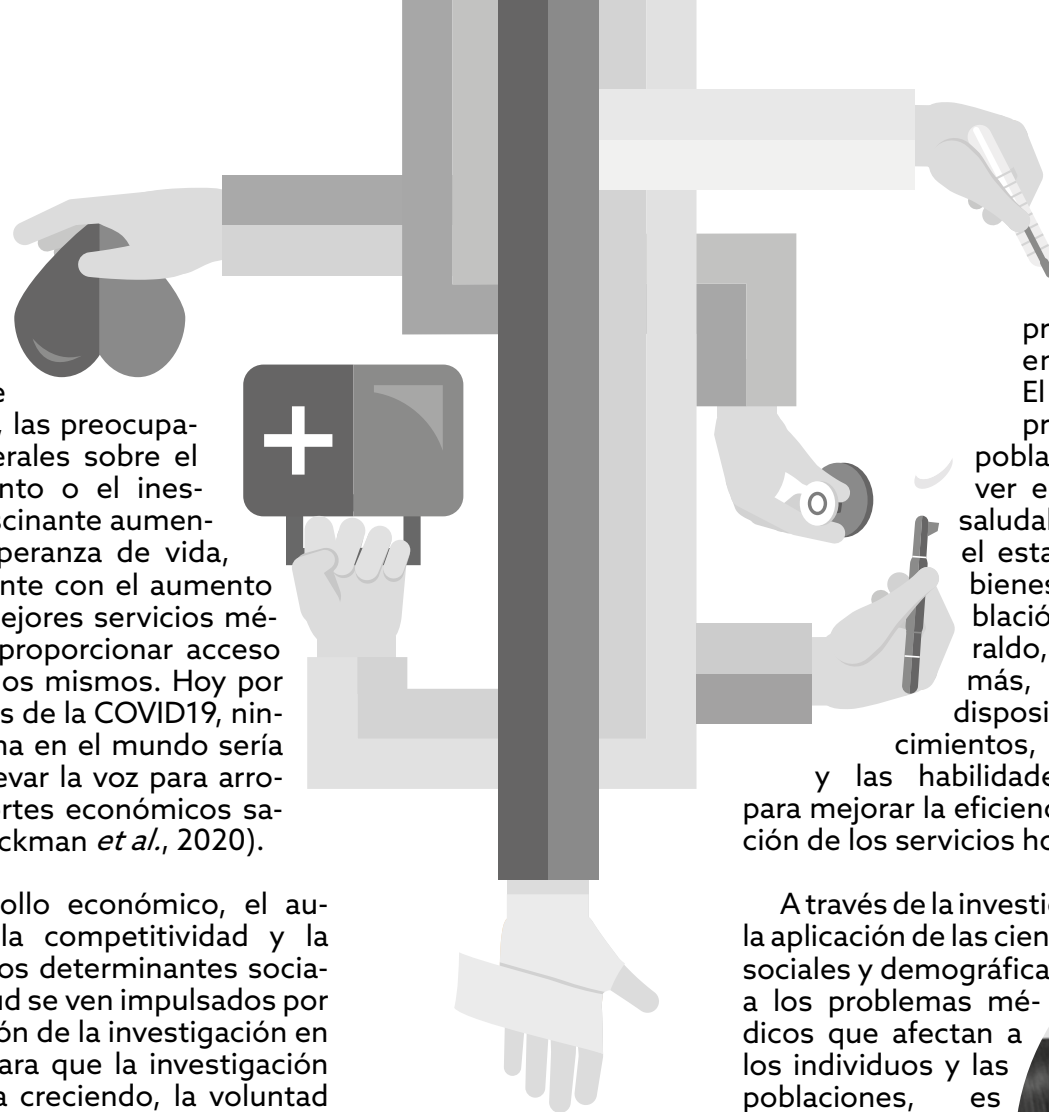 e
, las preocupa-
erales sobre el
nto o el ines-
scinante aumen-
peranza de vida,
nte con el aumento
ejores servicios mé-
proporcionar acceso
os mismos. Hoy por
s de la COVID19, nin-
na en el mundo sería
evar la voz para arro-
rtes económicos sa-
ckman et al., 2020).
ollo económico, el au-
la competitividad y la
os determinantes socia-
ud se ven impulsados por
ón de la investigación en
ara que la investigación
a creciendo, la voluntad
pr
en
El
pr
pobla
ver e
saludab
el esta
bienes
blació
raldo,
más,
disposi
cimientos,
y las habilidade
para mejorar la eficienc
ción de los servicios ho
A través de la investig
la aplicación de las cien
sociales y demográfica
a los problemas mé-
dicos que afectan a
los individuos y las
poblaciones, es